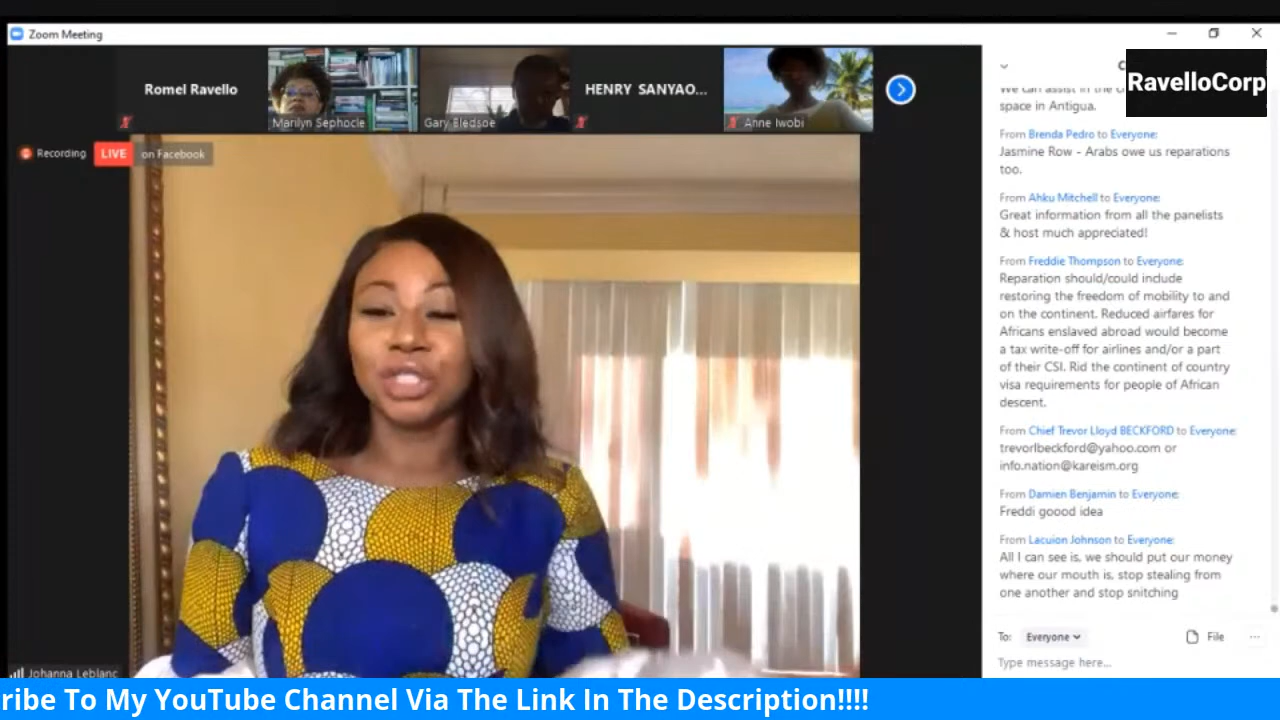 Zoom Meeting
Romel Ravello
Marilyn Sephocle
Gary Bledsoe
HENRY SANYAO...
Anne Iwobi
Recording
LIVE
on Facebook
RavelloCorp
We can assist in the
space in Antigua.
From Brenda Pedro to Everyone:
Jasmine Row - Arabs owe us reparations
too.
From Ahku Mitchell to Everyone:
Great information from all the panelists
& host much appreciated!
From Freddie Thompson to Everyone:
Reparation should/could include
restoring the freedom of mobility to and
on the continent. Reduced airfares for
Africans enslaved abroad would become
a tax write-off for airlines and/or a part
of their CSI. Rid the continent of country
visa requirements for people of African
descent.
From Chief Trevor Lloyd BECKFORD to Everyone:
trevorlbeckford@yahoo.com or
info.nation@kareism.org
From Damien Benjamin to Everyone:
Freddi goood idea
From Lacuion Johnson to Everyone:
All I can see is, we should put our money
where our mouth is, stop stealing from
one another and stop snitching
To: Everyone
File
...
Type message here...
Johanna Leblanc
ribe To My YouTube Channel Via The Link In The Description!!!!